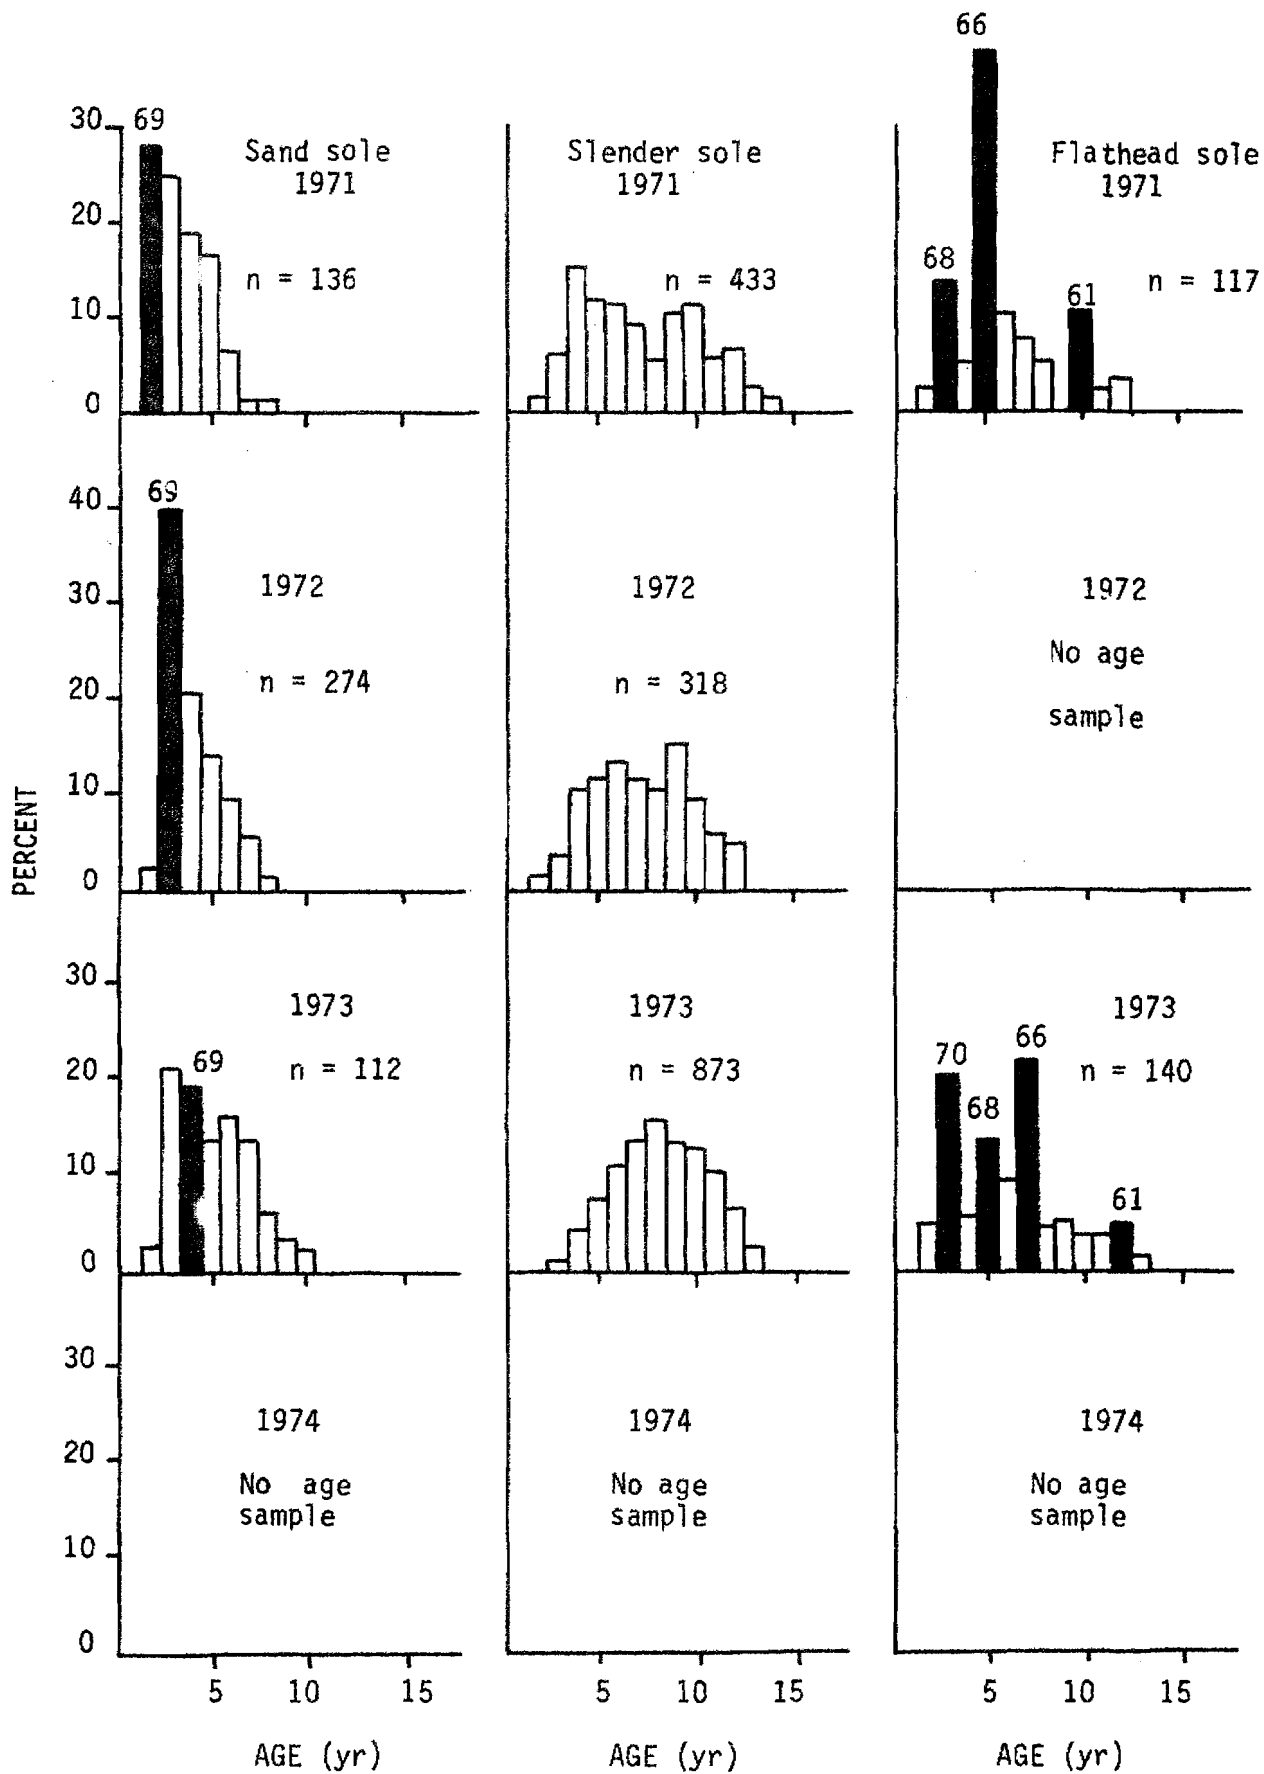 PERCENT
30
20
10
0
69
Sand sole
1971
n = 136
Slender sole
1971
n = 433
66
68
61
Flathead sole
1971
n = 117
40
30
20
10
0
69
1972
n = 274
1972
n = 318
1972
No age
sample
30
20
10
0
69
1973
n = 112
1973
n = 873
70
68
66
61
1973
n = 140
30
20
10
0
1974
No age
sample
1974
No age
sample
1974
No age
sample
5 10 15
5 10 15
5 10 15
AGE (yr)
AGE (yr)
AGE (yr)